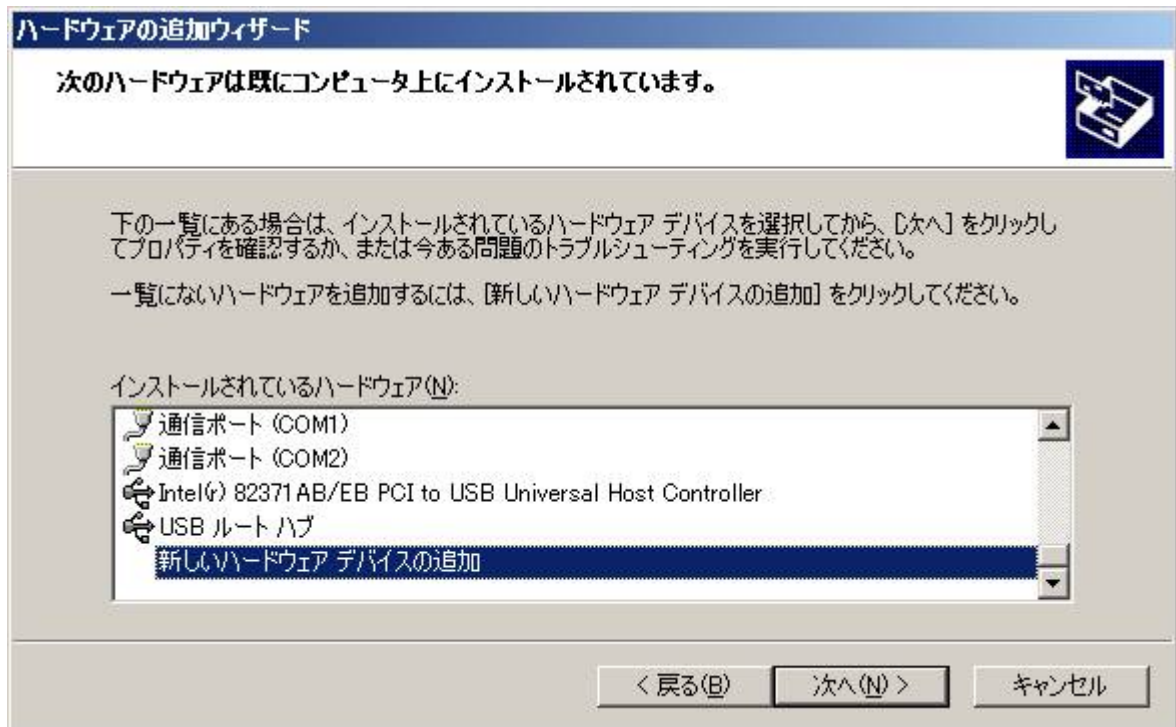 ハードウェアの追加ウィザード
次のハードウェアは既にコンピュータ上にインストールされています。
下の一覧にある場合は、インストールされているハードウェア デバイスを選択してから、[次へ] をクリックし
てプロパティを確認するか、または今ある問題のトラブルシューティングを実行してください。
一覧にないハードウェアを追加するには、[新しいハードウェア デバイスの追加] をクリックしてください。
インストールされているハードウェア(N):
通信ポート (COM1)
通信ポート (COM2)
Intel(r) 82371AB/EB PCI to USB Universal Host Controller
USB ルート ハブ
新しいハードウェア デバイスの追加
< 戻る(B) 次へ(N) > キャンセル